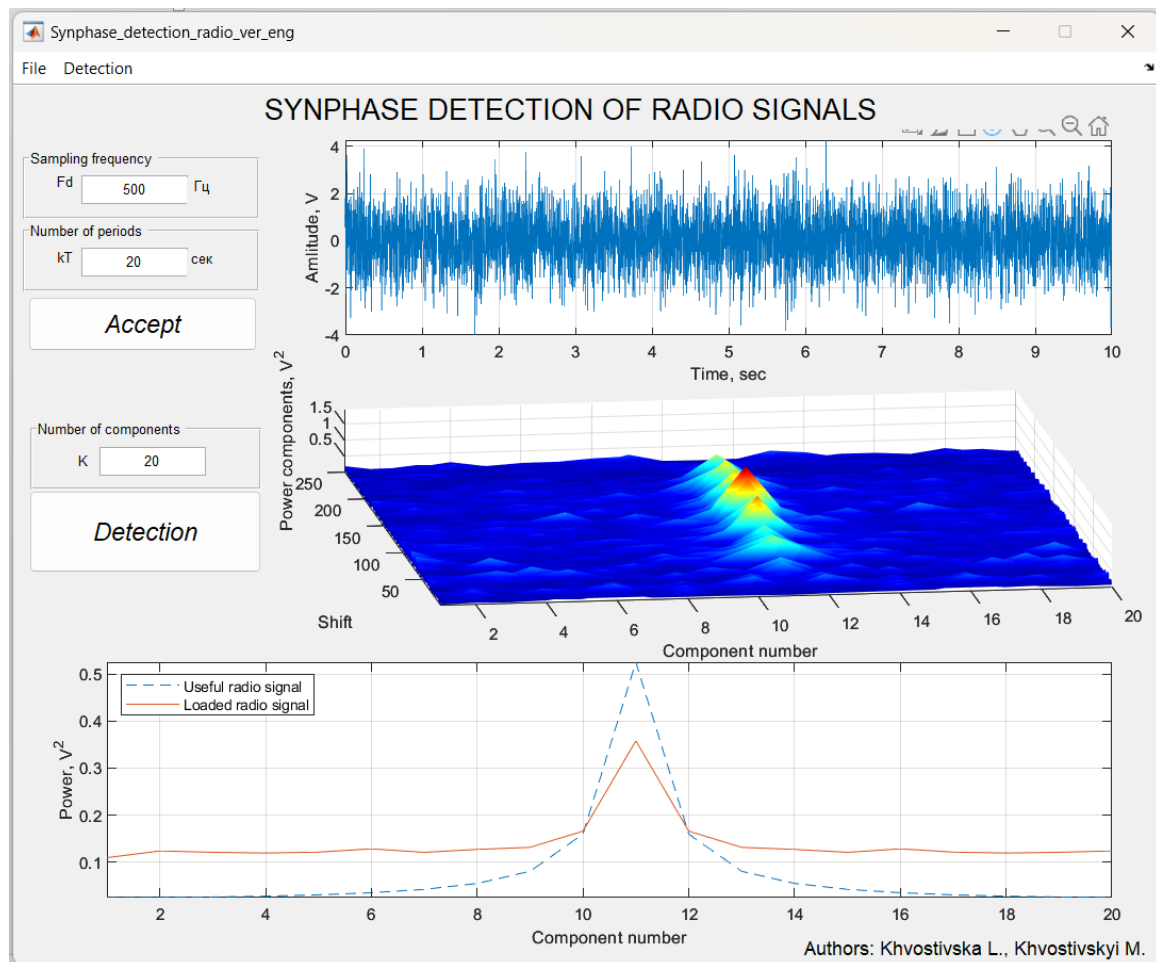 Synphase_detection_radio_ver_eng
File Detection
SYNPHASE DETECTION OF RADIO SIGNALS
Sampling frequency
Fd 500 Гц
Number of periods
kT 20 сек
Accept
Number of components
K 20
Detection
Amlitude, V
4
2
0
-2
-4
0 1 2 3 4 5 6 7 8 9 10
Time, sec
Power components, V^2
1.5
1
0.5
250
200
150
100
50
Shift
2 4 6 8 10 12 14 16 18 20
Component number
Power, V^2
0.5
0.4
0.3
0.2
0.1
Useful radio signal
Loaded radio signal
2 4 6 8 10 12 14 16 18 20
Component number
Authors: Khvostivska L., Khvostivskyi M.